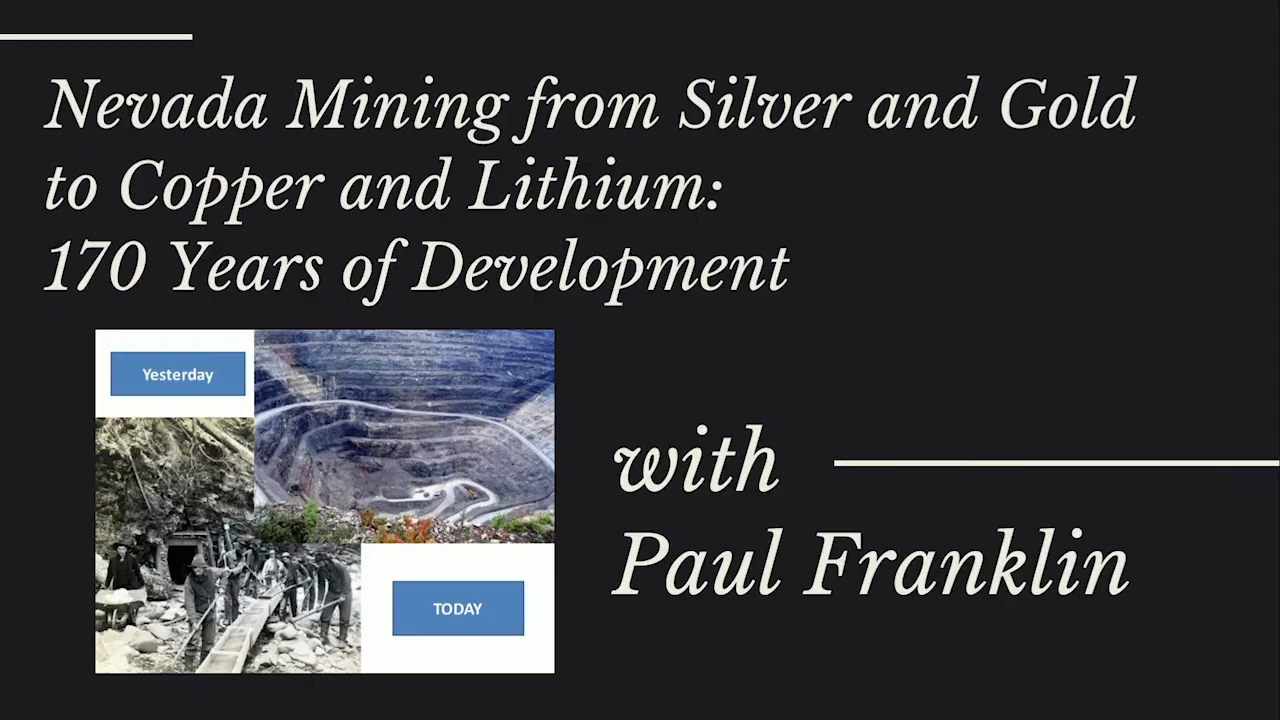 Nevada Mining from Silver and Gold
to Copper and Lithium:
170 Years of Development
Yesterday
TODAY
with
Paul Franklin